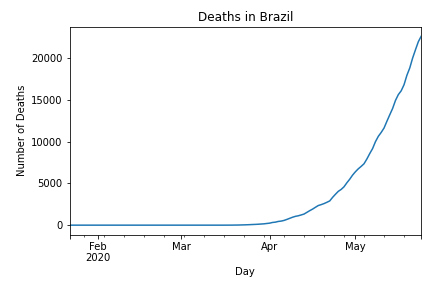 Deaths in Brazil
Number of Deaths
20000
15000
10000
5000
0
Feb
2020
Mar
Apr
May
Day